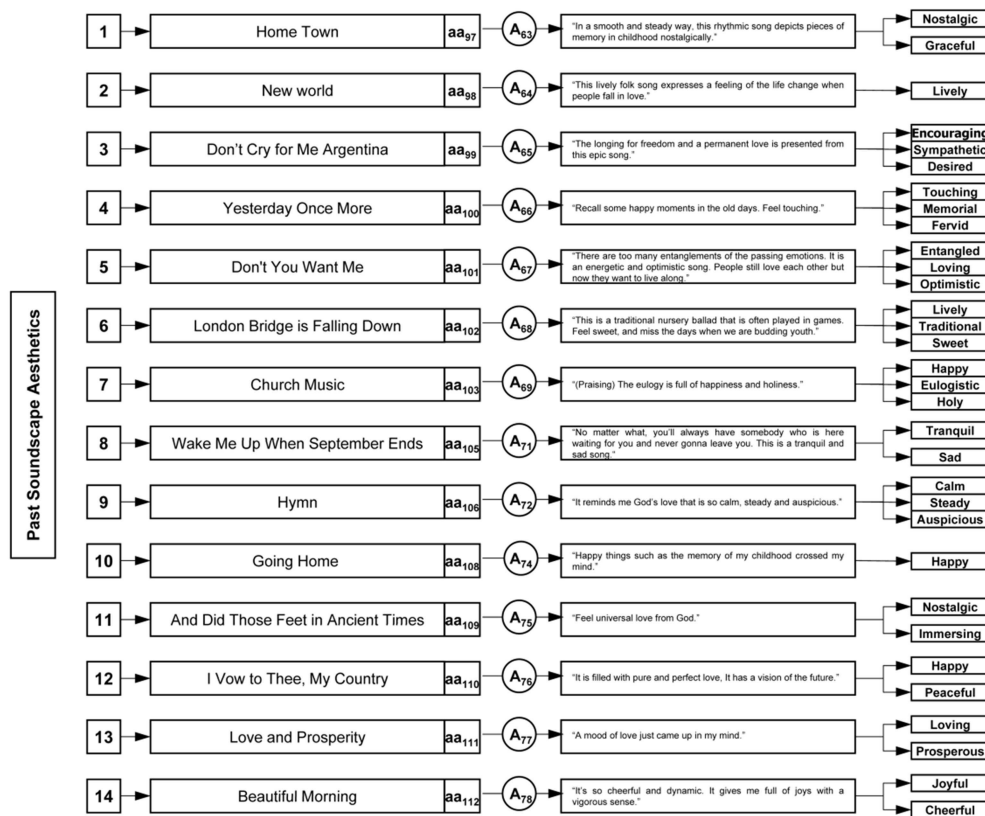 Past Soundscape Aesthetics
1
Home Town
aa97
A63
“In a smooth and steady way, this rhythmic song depicts pieces of
memory in childhood nostalgically.”
Nostalgic
Graceful
2
New world
aa98
A64
“This lively folk song expresses a feeling of the life change when
people fall in love.”
Lively
3
Don’t Cry for Me Argentina
aa99
A65
“The longing for freedom and a permanent love is presented from
this epic song.”
Encouraging
Sympathetic
Desired
4
Yesterday Once More
aa100
A66
“Recall some happy moments in the old days. Feel touching.”
Touching
Memorial
Fervid
5
Don't You Want Me
aa101
A67
“There are too many entanglements of the passing emotions. It is
an energetic and optimistic song. People still love each other but
now they want to live along.”
Entangled
Loving
Optimistic
6
London Bridge is Falling Down
aa102
A68
“This is a traditional nursery ballad that is often played in games.
Feel sweet, and miss the days when we are budding youth.”
Lively
Traditional
Sweet
7
Church Music
aa103
A69
“(Praising) The eulogy is full of happiness and holiness.”
Happy
Eulogistic
Holy
8
Wake Me Up When September Ends
aa105
A71
“No matter what, you’ll always have somebody who is here
waiting for you and never gonna leave you. This is a tranquil and
sad song.“
Tranquil
Sad
9
Hymn
aa106
A72
“It reminds me God’s love that is so calm, steady and auspicious.”
Calm
Steady
Auspicious
10
Going Home
aa108
A74
“Happy things such as the memory of my childhood crossed my
mind.”
Happy
11
And Did Those Feet in Ancient Times
aa109
A75
“Feel universal love from God.”
Nostalgic
Immersing
12
I Vow to Thee, My Country
aa110
A76
“It is filled with pure and perfect love, It has a vision of the future.”
Happy
Peaceful
13
Love and Prosperity
aa111
A77
“A mood of love just came up in my mind.”
Loving
Prosperous
14
Beautiful Morning
aa112
A78
“It’s so cheerful and dynamic. It gives me full of joys with a
vigorous sense.”
Joyful
Cheerful